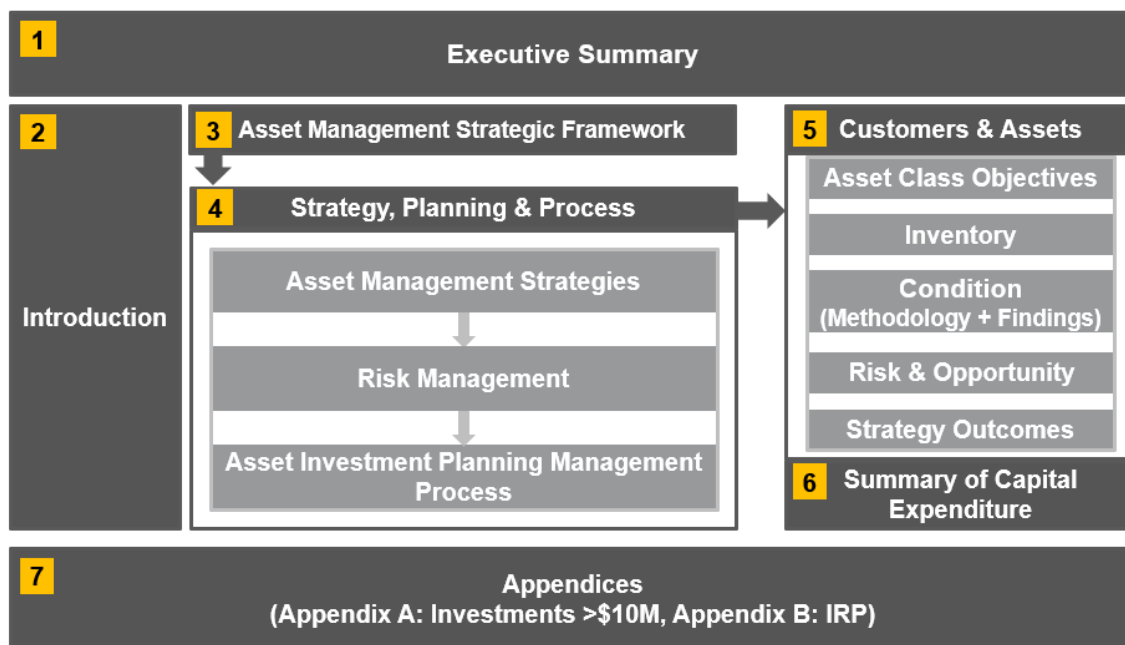 1
Executive Summary
2
Introduction
3 Asset Management Strategic Framework
4 Strategy, Planning & Process
Asset Management Strategies
Risk Management
Asset Investment Planning Management
Process
5 Customers & Assets
Asset Class Objectives
Inventory
Condition
(Methodology + Findings)
Risk & Opportunity
Strategy Outcomes
6 Summary of Capital
Expenditure
7
Appendices
(Appendix A: Investments >$10M, Appendix B: IRP)